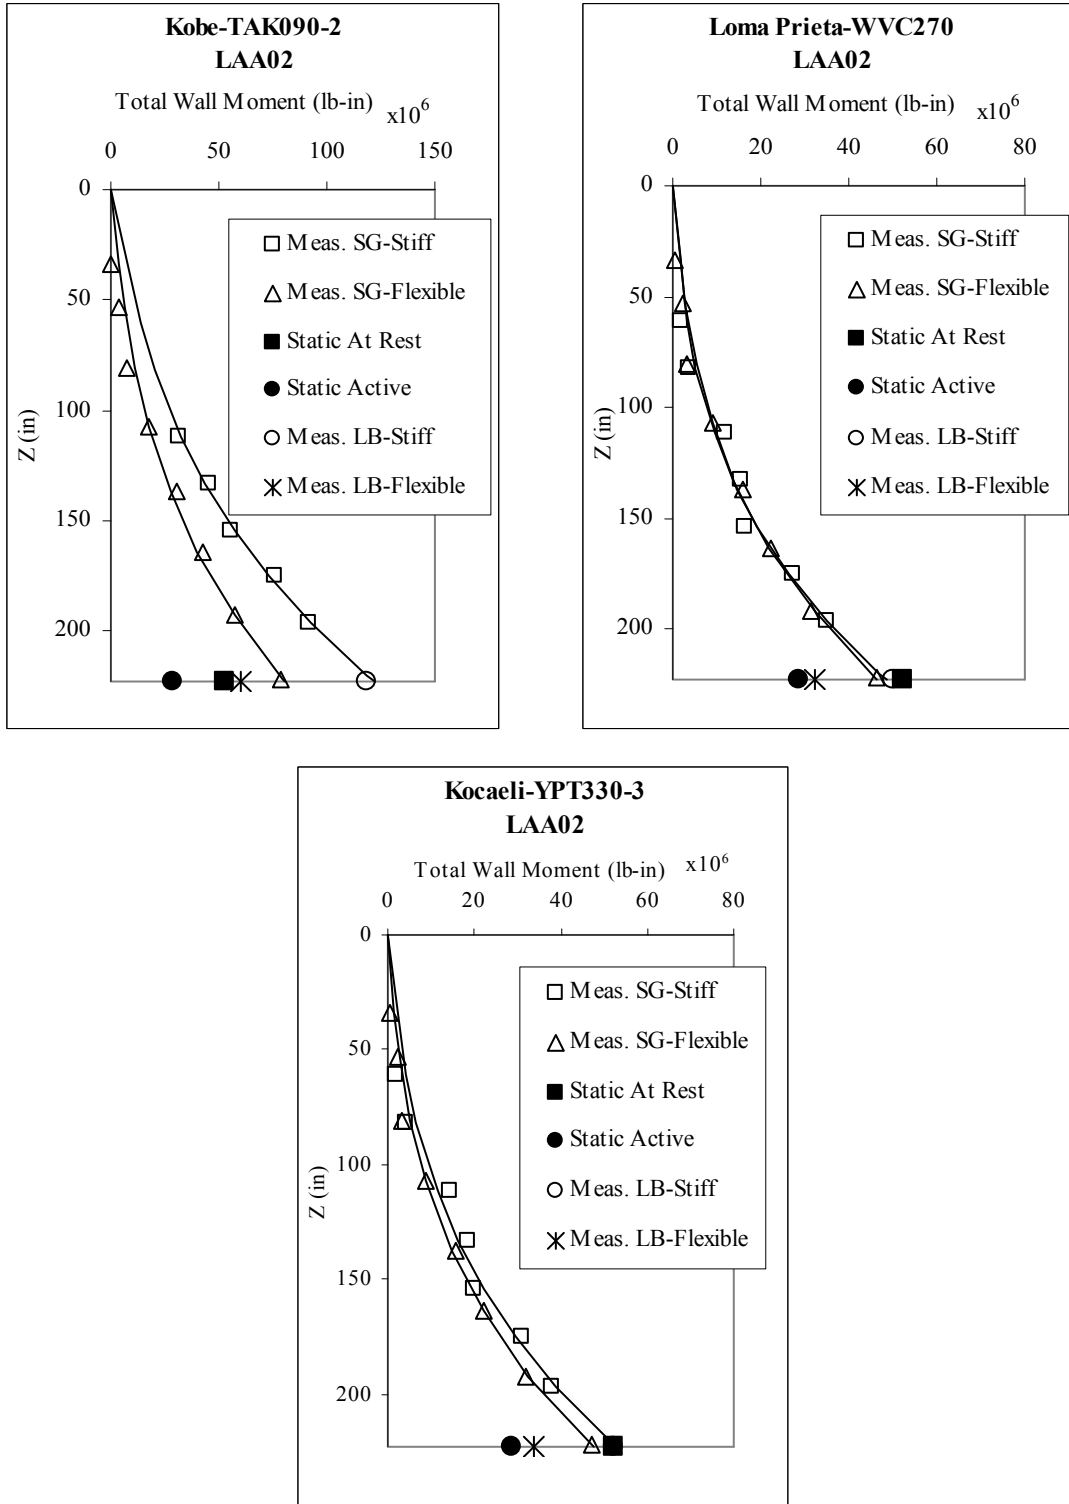 Kobe-TAK090-2
LAA02
Total Wall Moment (lb-in) x10^6
0 50 100 150
0
50
100
150
200
Z (in)
Meas. SG-Stiff
Meas. SG-Flexible
Static At Rest
Static Active
Meas. LB-Stiff
Meas. LB-Flexible
Loma Prieta-WVC270
LAA02
Total Wall Moment (lb-in) x10^6
0 20 40 60 80
0
50
100
150
200
Z (in)
Meas. SG-Stiff
Meas. SG-Flexible
Static At Rest
Static Active
Meas. LB-Stiff
Meas. LB-Flexible
Kocaeli-YPT330-3
LAA02
Total Wall Moment (lb-in) x10^6
0 20 40 60 80
0
50
100
150
200
Z (in)
Meas. SG-Stiff
Meas. SG-Flexible
Static At Rest
Static Active
Meas. LB-Stiff
Meas. LB-Flexible